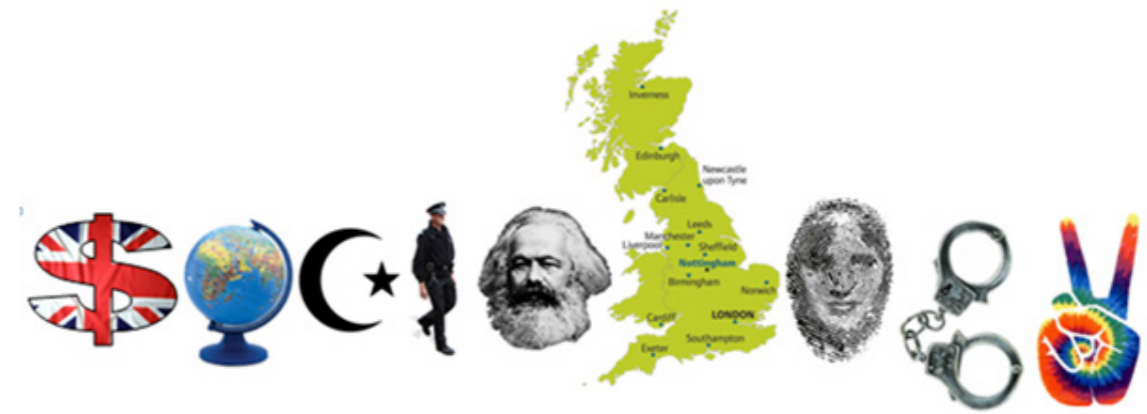 Inverness
Edinburgh
Newcastle
upon Tyne
Carlisle
Leeds
Manchester
Liverpool
Sheffield
Nottingham
Birmingham
Norwich
Cardiff
LONDON
Southampton
Exeter
$